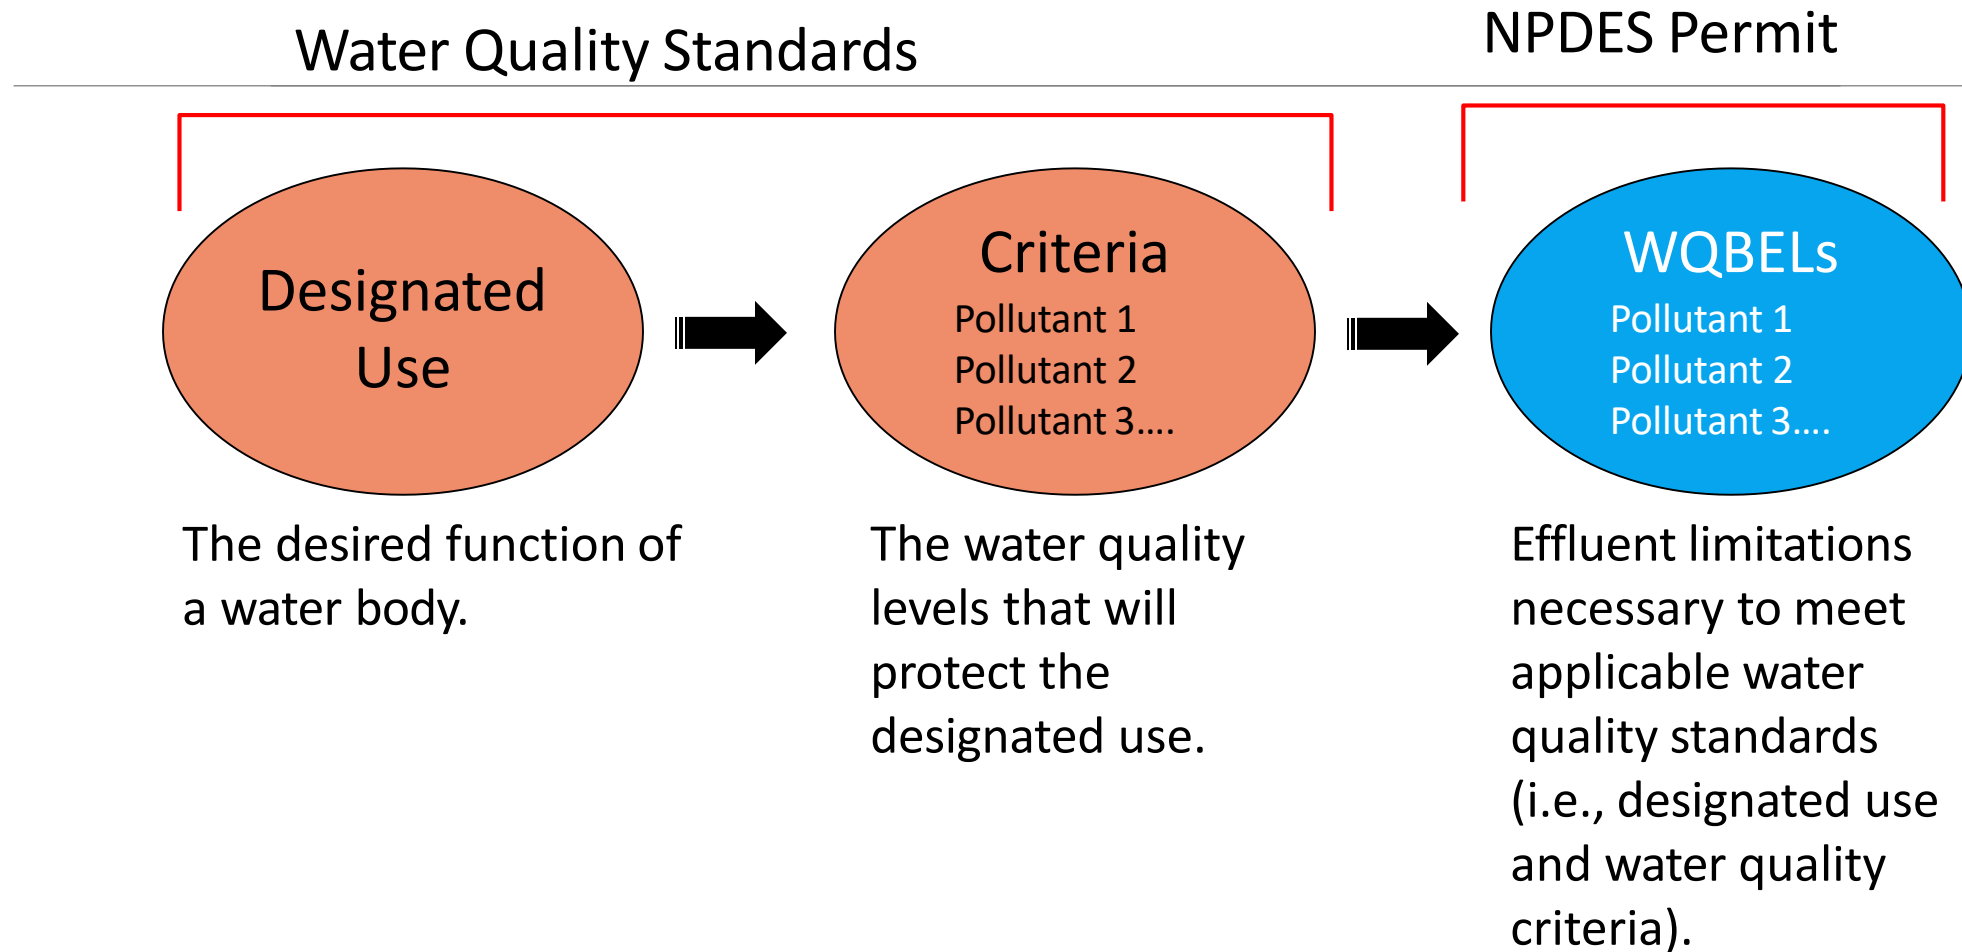 Water Quality Standards
NPDES Permit
Designated
Use
Criteria
Pollutant 1
Pollutant 2
Pollutant 3....
WQBELs
Pollutant 1
Pollutant 2
Pollutant 3....
The desired function of
a water body.
The water quality
levels that will
protect the
designated use.
Effluent limitations
necessary to meet
applicable water
quality standards
(i.e., designated use
and water quality
criteria).